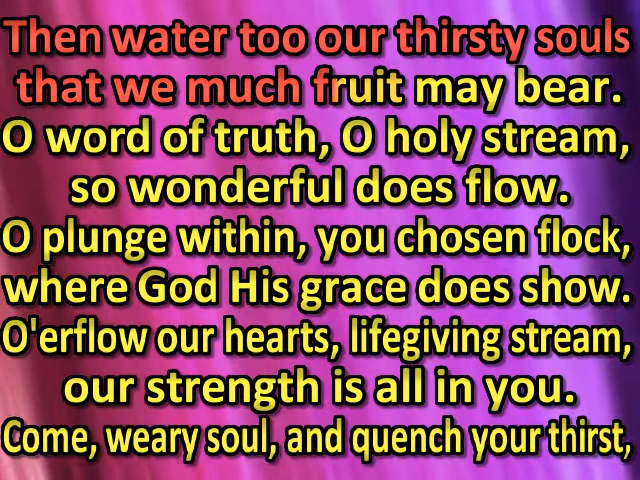 Then water too our thirsty souls
that we much fruit may bear.
O word of truth, O holy stream,
so wonderful does flow.
O plunge within, you chosen flock,
where God His grace does show.
O'erflow our hearts, lifegiving stream,
our strength is all in you.
Come, weary soul, and quench your thirst,